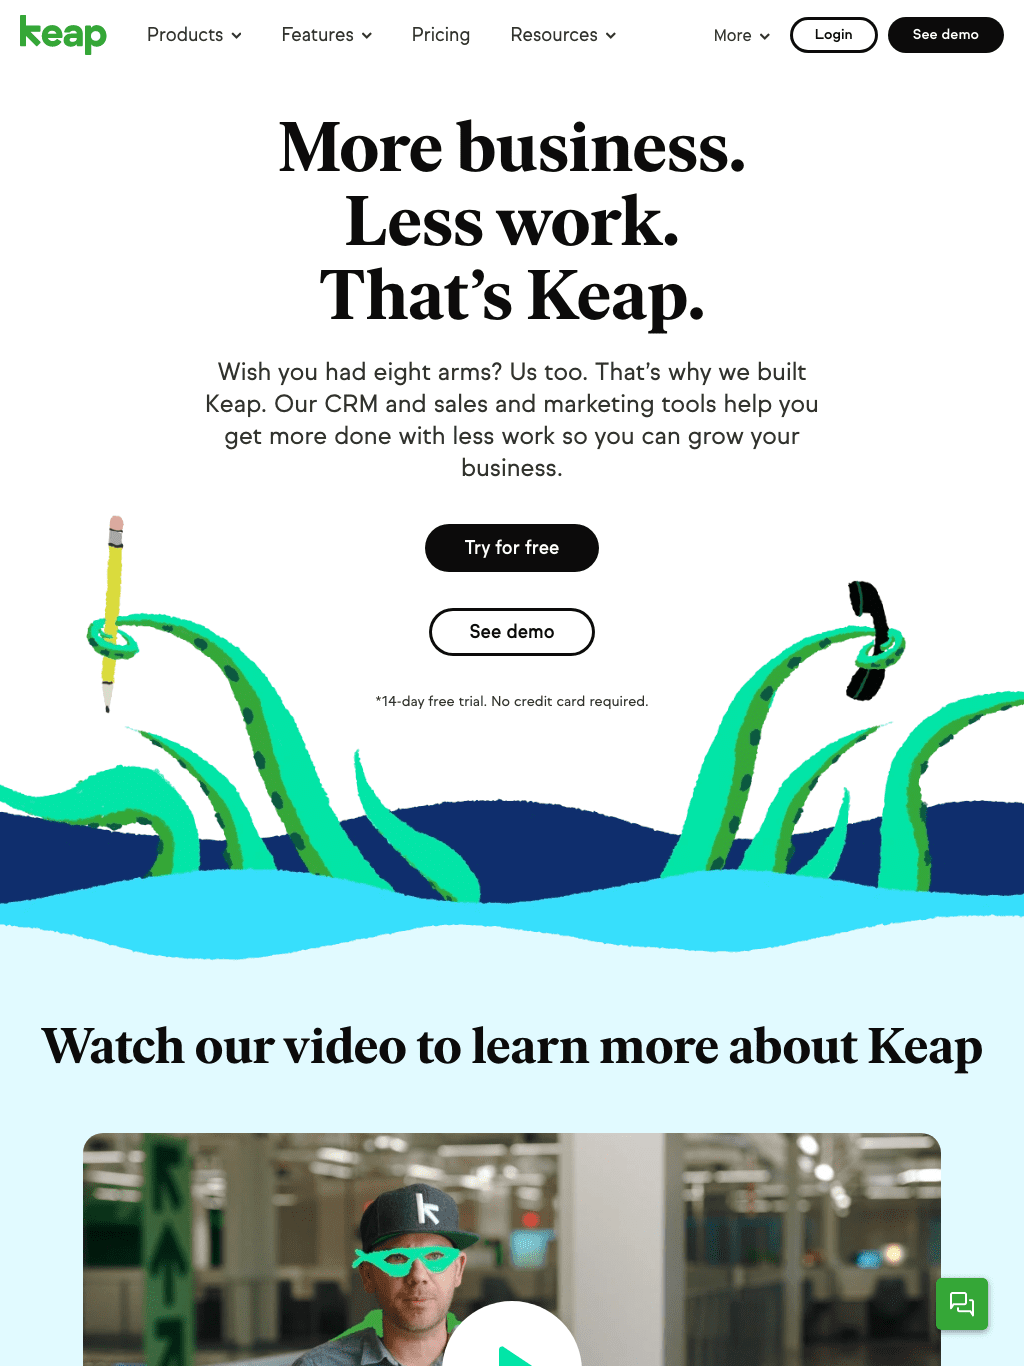 keap
Products
Features
Pricing
Resources
More
Login
See demo
More business.
Less work.
That’s Keap.
Wish you had eight arms? Us too. That’s why we built
Keap. Our CRM and sales and marketing tools help you
get more done with less work so you can grow your
business.
Try for free
See demo
*14-day free trial. No credit card required.
Watch our video to learn more about Keap